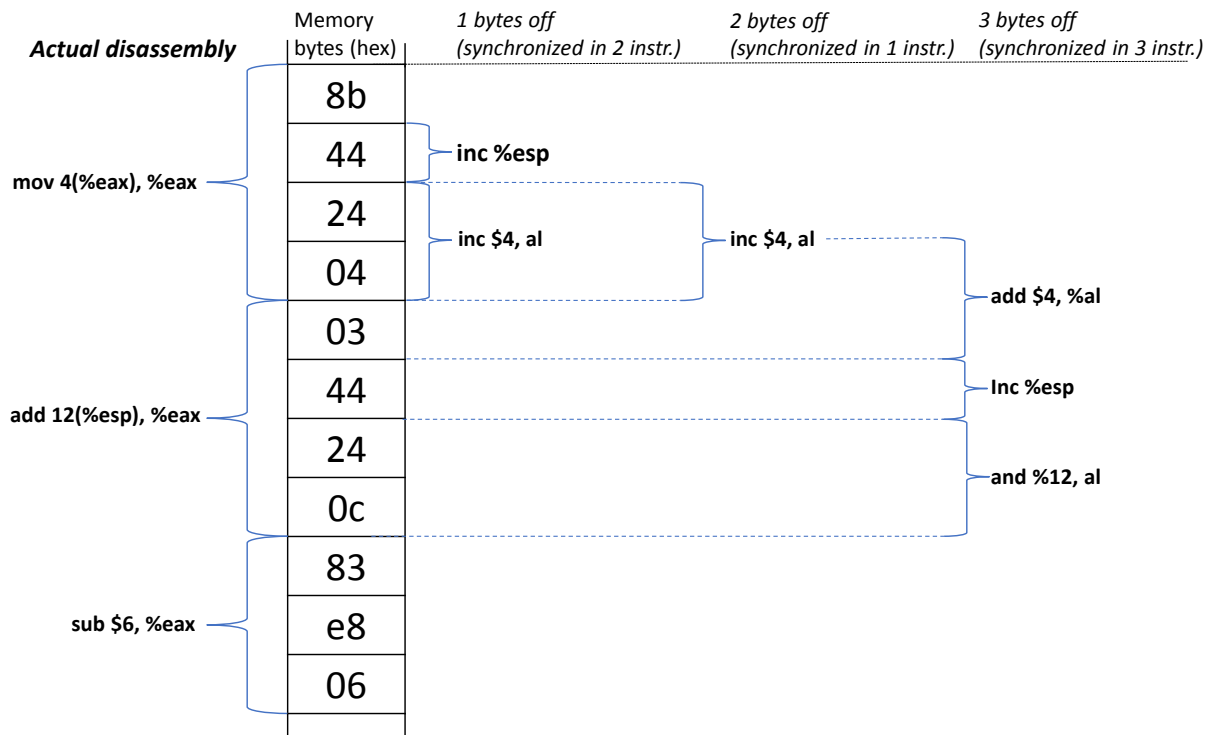 Actual disassembly
Memory
bytes (hex)
1 bytes off
(synchronized in 2 instr.)
2 bytes off
(synchronized in 1 instr.)
3 bytes off
(synchronized in 3 instr.)
8b
44
24
04
03
44
24
0c
83
e8
06
mov 4(%eax), %eax
add 12(%esp), %eax
sub $6, %eax
inc %esp
inc $4, al
inc $4, al
add $4, %al
Inc %esp
and %12, al